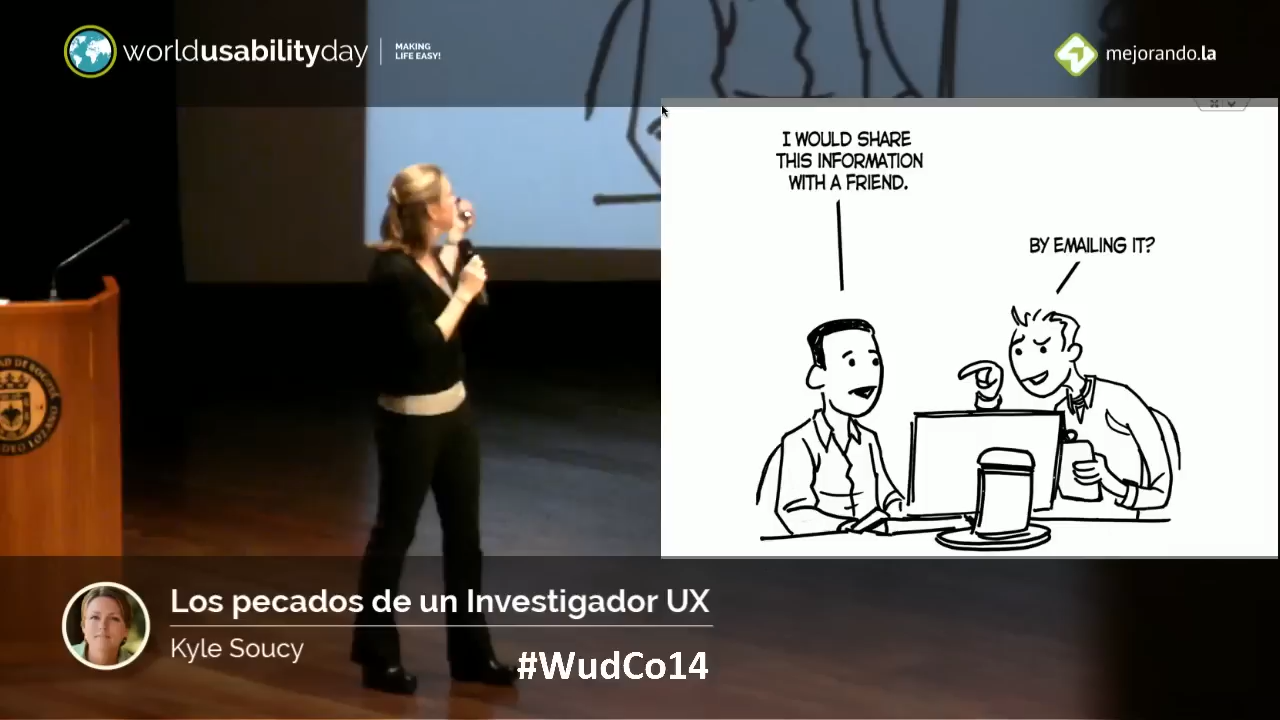 worldusabilityday
MAKING
LIFE EASY!
mejorando.la
I WOULD SHARE
THIS INFORMATION
WITH A FRIEND.
BY EMAILING IT?
Los pecados de un Investigador UX
Kyle Soucy
#WudCo14